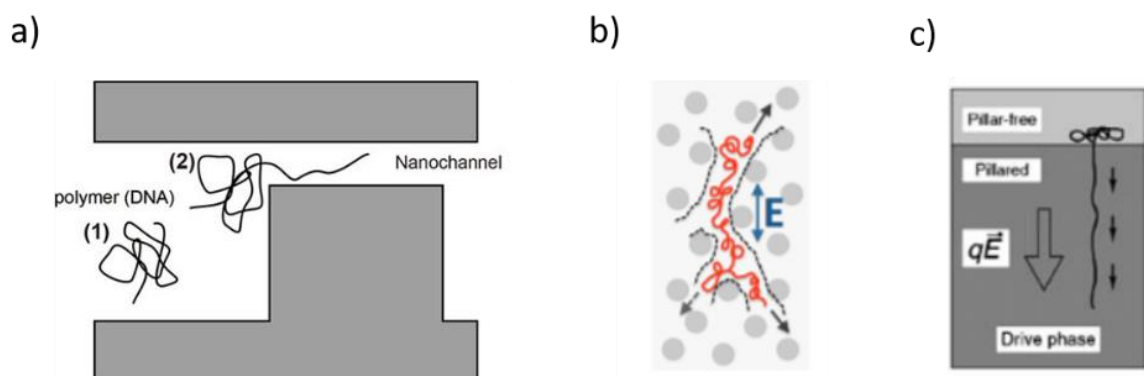 a)
(2)
Nanochannel
polymer (DNA)
(1)
b)
E
c)
Pillar-free
Pillared
qE⃗
Drive phase